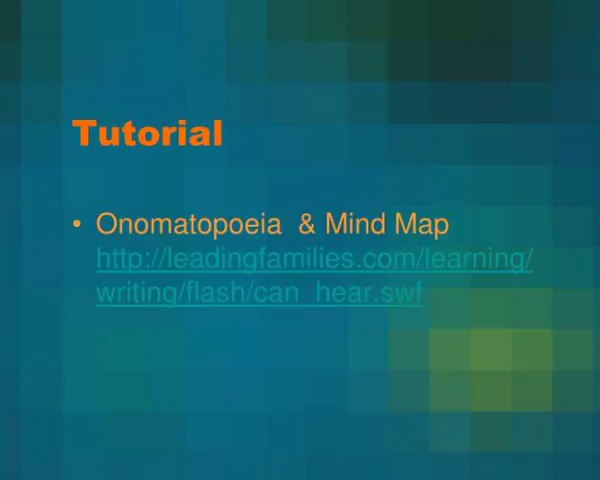 Tutorial
• Onomatopoeia & Mind Map
http://leadingfamilies.com/learning/
writing/flash/can_hear.swf